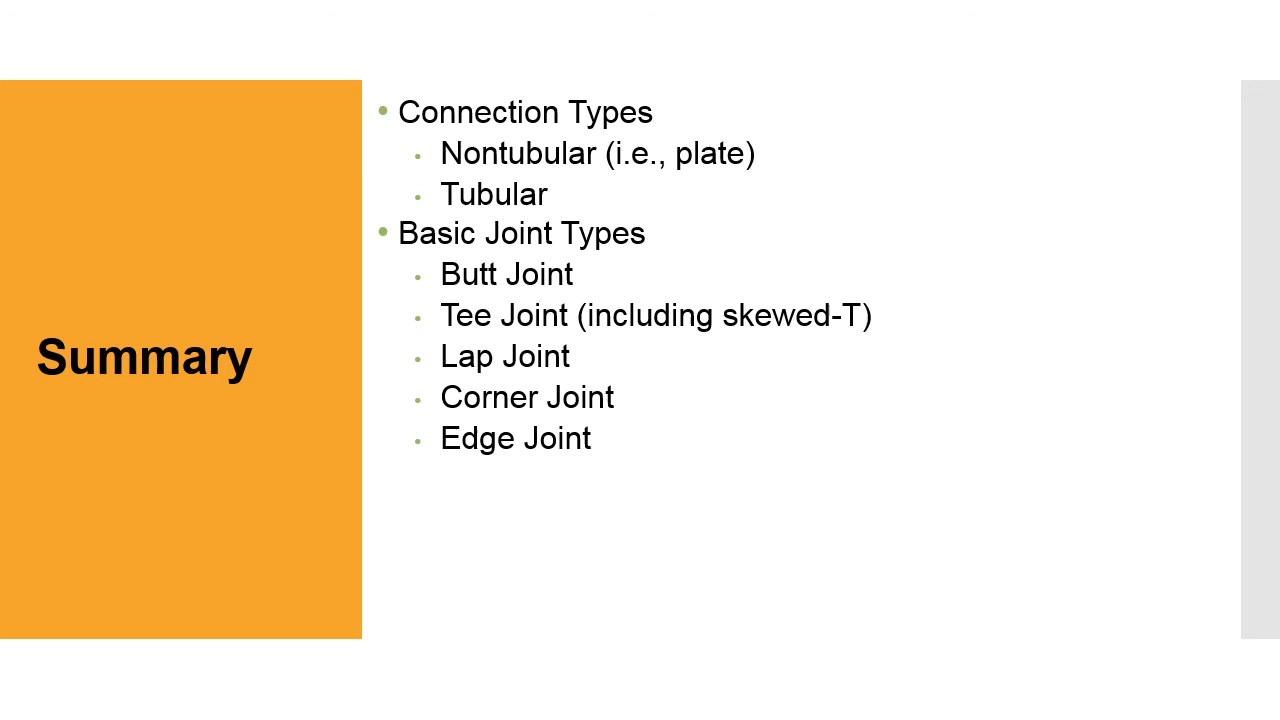 Summary
• Connection Types
• Nontubular (i.e., plate)
• Tubular
• Basic Joint Types
• Butt Joint
• Tee Joint (including skewed-T)
• Lap Joint
• Corner Joint
• Edge Joint